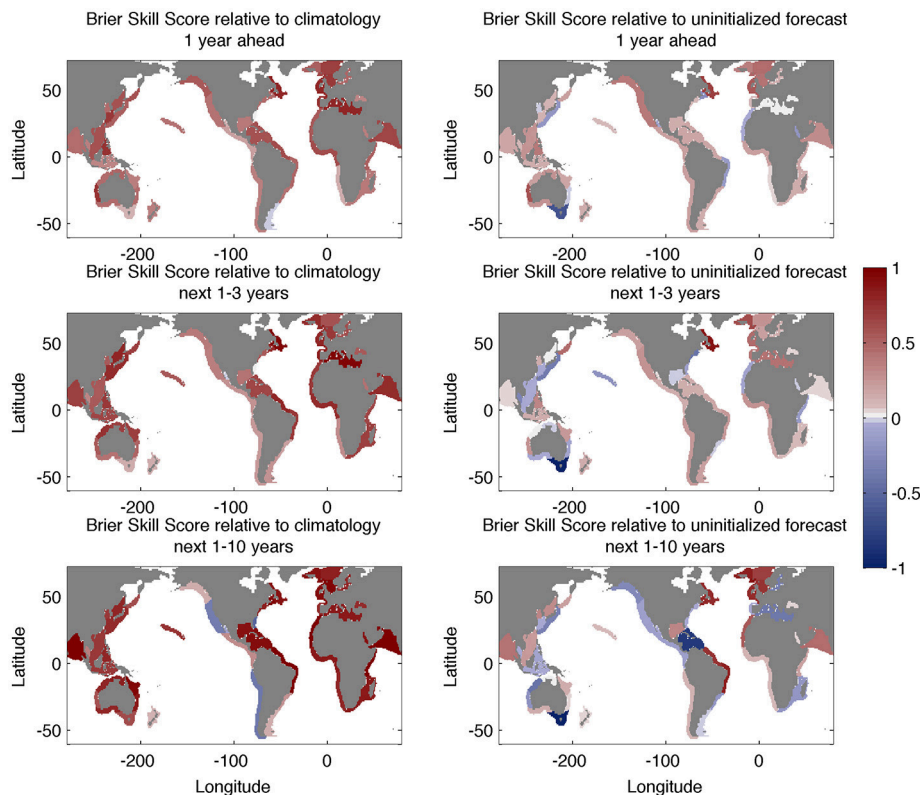 Brier Skill Score relative to climatology
1 year ahead
Brier Skill Score relative to uninitialized forecast
1 year ahead
Latitude
50
0
-50
-200
-100
0
Latitude
50
0
-50
-200
-100
0
Brier Skill Score relative to climatology
next 1-3 years
Brier Skill Score relative to uninitialized forecast
next 1-3 years
Latitude
50
0
-50
-200
-100
0
Latitude
50
0
-50
-200
-100
0
1
0.5
0
-0.5
-1
Brier Skill Score relative to climatology
next 1-10 years
Brier Skill Score relative to uninitialized forecast
next 1-10 years
Latitude
50
0
-50
-200
-100
0
Longitude
Latitude
50
0
-50
-200
-100
0
Longitude